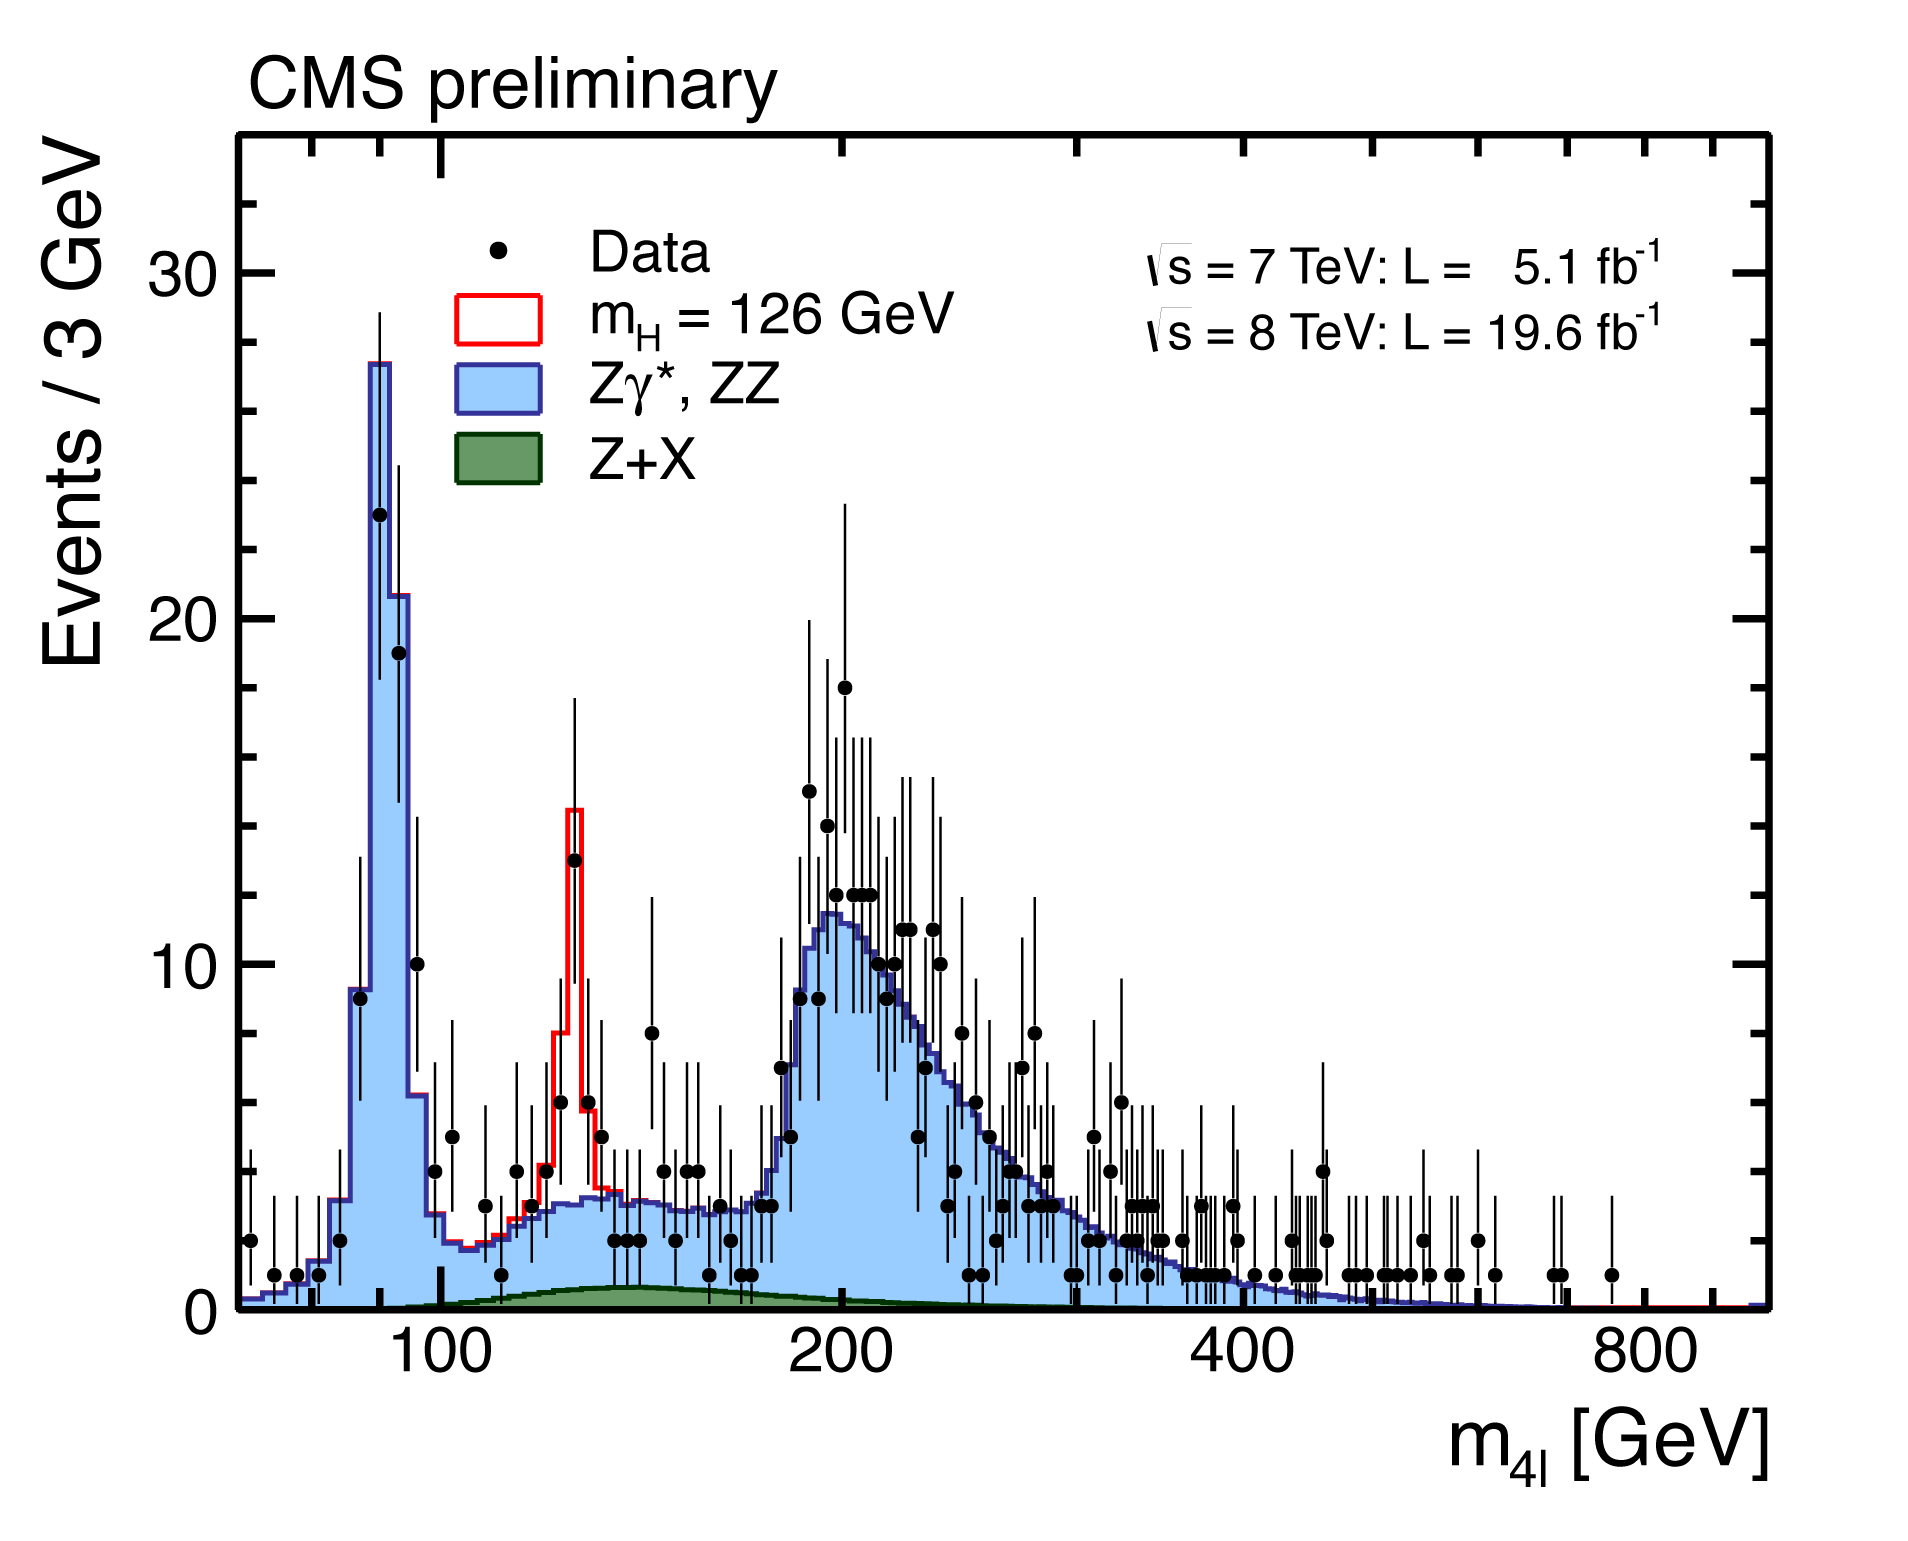 CMS preliminary
Events / 3 GeV
30
20
10
0
Data
m_H = 126 GeV
Zγ*, ZZ
Z+X
√s = 7 TeV: L = 5.1 fb⁻¹
√s = 8 TeV: L = 19.6 fb⁻¹
100 200 400 800
m_4l [GeV]